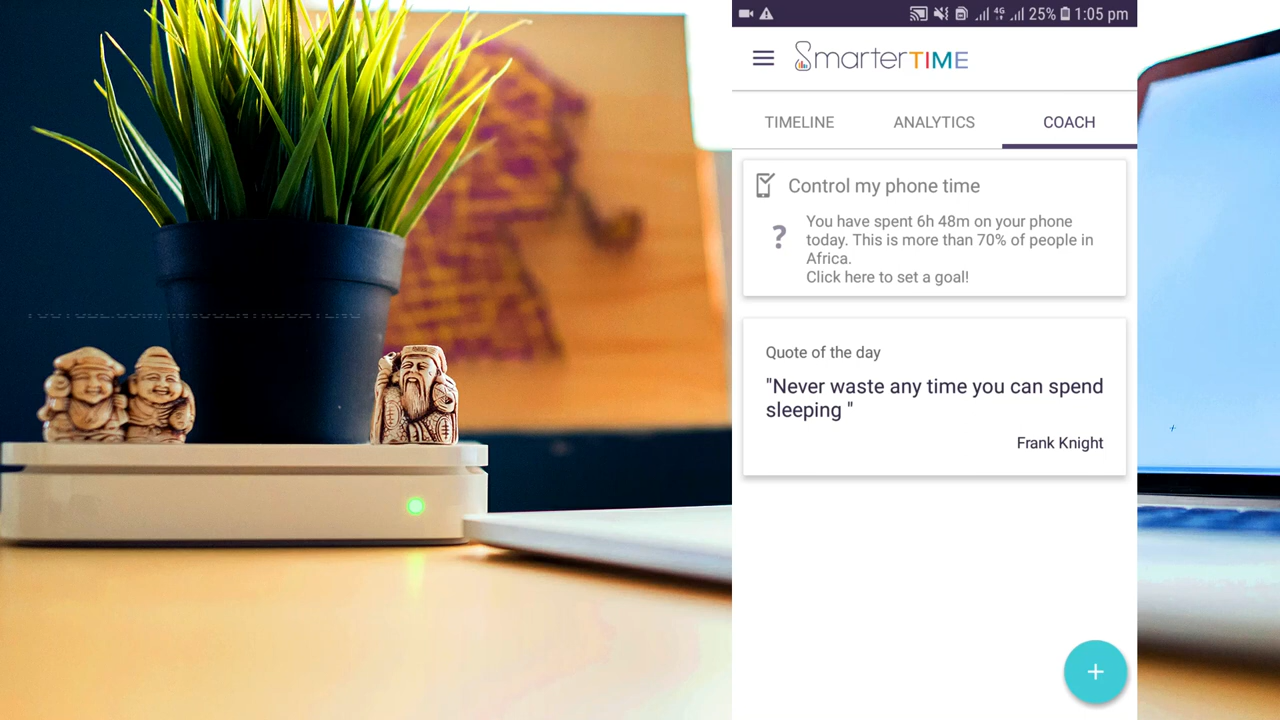 25% 1:05 pm
SmarterTIME
TIMELINE ANALYTICS COACH
Control my phone time
?
You have spent 6h 48m on your phone
today. This is more than 70% of people in
Africa.
Click here to set a goal!
Quote of the day
"Never waste any time you can spend
sleeping "
Frank Knight
+